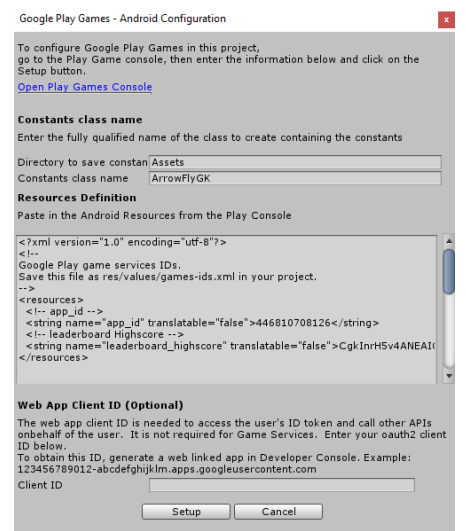 Google Play Games - Android Configuration
x
To configure Google Play Games in this project,
go to the Play Game console, then enter the information below and click on the
Setup button.
Open Play Games Console
Constants class name
Enter the fully qualified name of the class to create containing the constants
Directory to save constan Assets
Constants class name ArrowFlyGK
Resources Definition
Paste in the Android Resources from the Play Console
<?xml version="1.0" encoding="utf-8"?>
<!--
Google Play game services IDs.
Save this file as res/values/games-ids.xml in your project.
-->
<resources>
<!-- app_id -->
<string name="app_id" translatable="false">446810708126</string>
<!-- leaderboard Highscore -->
<string name="leaderboard_highscore" translatable="false">CgkInrH5v4ANEAI
</resources>
Web App Client ID (Optional)
The web app client ID is needed to access the user's ID token and call other APIs
onbehalf of the user. It is not required for Game Services. Enter your oauth2 client
ID below.
To obtain this ID, generate a web linked app in Developer Console. Example:
123456789012-abcdefghijklm.apps.googleusercontent.com
Client ID
Setup Cancel